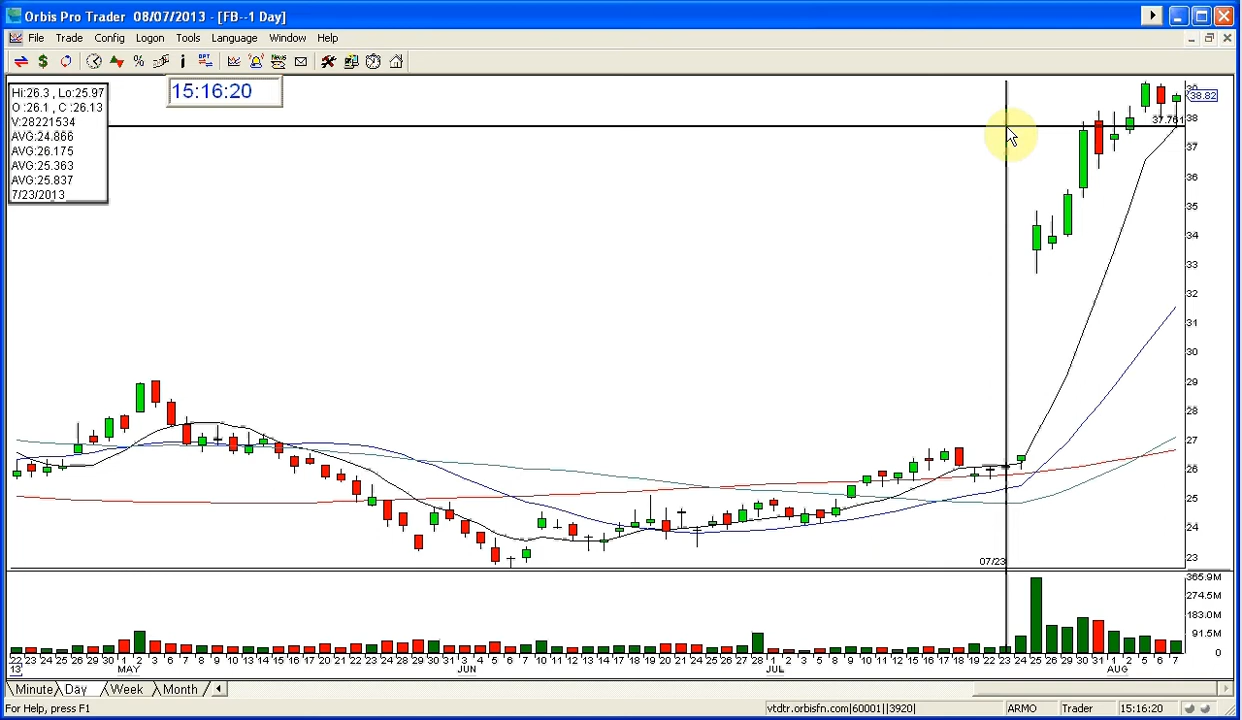 Orbis Pro Trader 08/07/2013 - [FB--1 Day]
File Trade Config Logon Tools Language Window Help
15:16:20
Hi:26.3 , Lo:25.97
O :26.1 , C :26.13
V:28221534
AVG:24.866
AVG:26.175
AVG:25.363
AVG:25.837
7/23/2013
39
38.82
38
37.761
37
36
35
34
33
32
31
30
29
28
27
26
25
24
23
07/23
365.9M
274.5M
183.0M
91.5M
0
22 23 24 25 26 29 30 1 2 3 6 7 8 9 10 13 14 15 16 17 20 21 22 23 24 28 29 30 31 3 4 5 6 7 10 11 12 13 14 17 18 19 20 21 24 25 26 27 28 1 2 3 5 8 9 10 11 12 15 16 17 18 19 22 23 24 25 26 29 30 31 1 2 5 6 7
13 MAY JUN JUL AUG
Minute Day Week Month
For Help, press F1 vtdtr.orbisfn.com|60001||3920| ARMO Trader 15:16:20